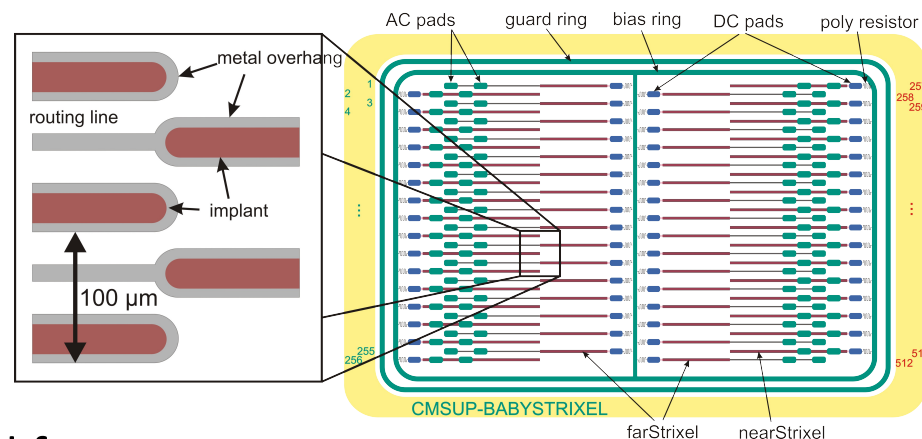 AC pads
guard ring
bias ring
DC pads
poly resistor
metal overhang
routing line
implant
100 µm
1
2
3
4
255
256
258
512
CMSUP-BABYSTRIXEL
farStrixel
nearStrixel